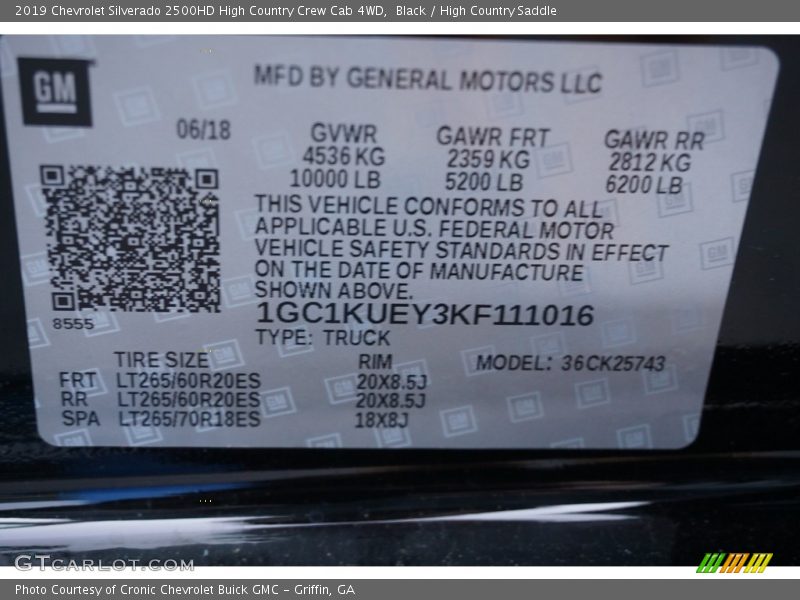 2019 Chevrolet Silverado 2500HD High Country Crew Cab 4WD, Black / High Country Saddle
GM
MFD BY GENERAL MOTORS LLC
06/18
GVWR GAWR FRT GAWR RR
4536 KG 2359 KG 2812 KG
10000 LB 5200 LB 6200 LB
THIS VEHICLE CONFORMS TO ALL
APPLICABLE U.S. FEDERAL MOTOR
VEHICLE SAFETY STANDARDS IN EFFECT
ON THE DATE OF MANUFACTURE
SHOWN ABOVE.
8555
1GC1KUEY3KF111016
TYPE: TRUCK
TIRE SIZE RIM MODEL: 36CK25743
FRT LT265/60R20ES 20X8.5J
RR LT265/60R20ES 20X8.5J
SPA LT265/70R18ES 18X8J
GTCARLOT.COM
Photo Courtesy of Cronic Chevrolet Buick GMC - Griffin, GA